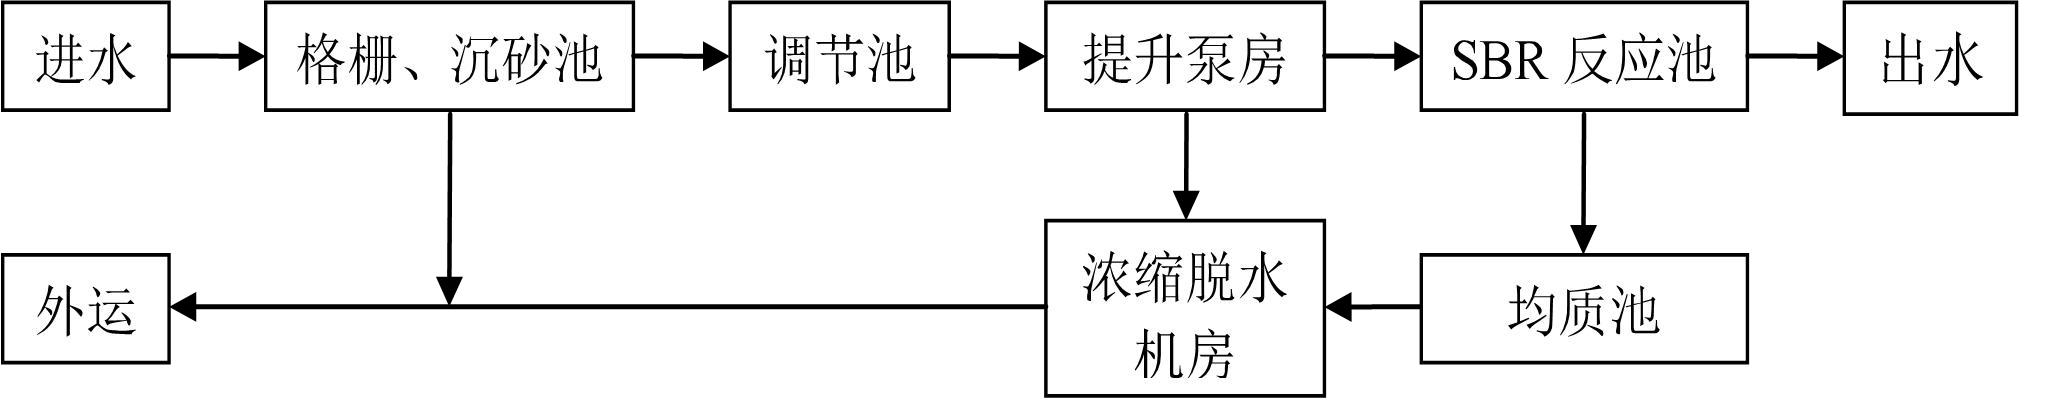 进水
格栅、沉砂池
调节池
提升泵房
SBR 反应池
出水
外运
浓缩脱水
机房
均质池